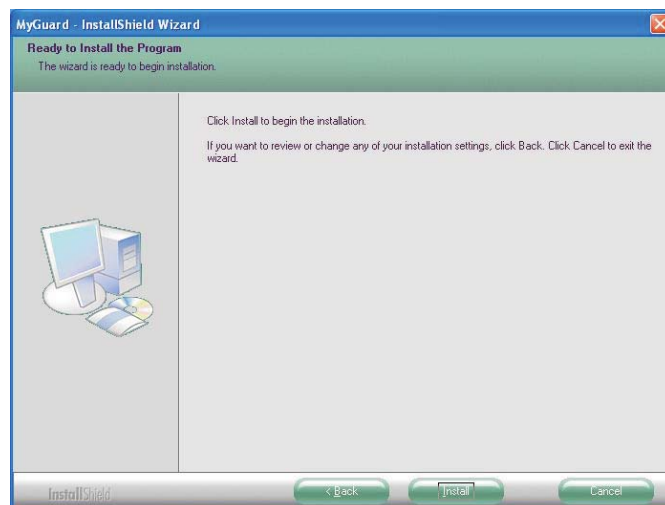 MyGuard - InstallShield Wizard
Ready to Install the Program
The wizard is ready to begin installation.
Click Install to begin the installation.
If you want to review or change any of your installation settings, click Back. Click Cancel to exit the
wizard.
InstallShield
< Back Install Cancel